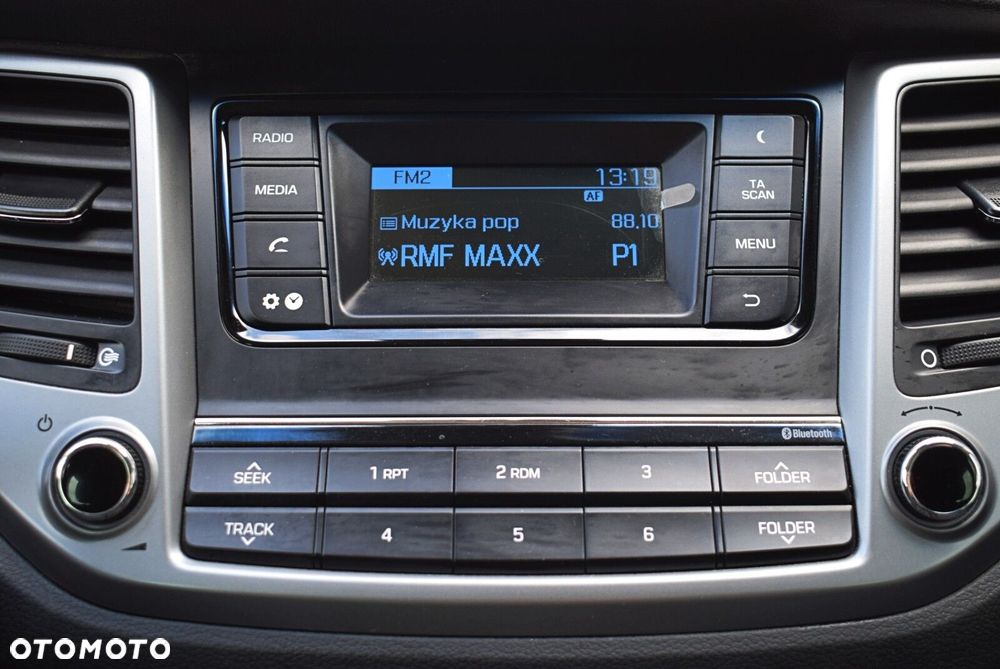 RADIO
MEDIA
FM2 13:19
AF
Muzyka pop 88.10
RMF MAXX P1
TA
SCAN
MENU
Bluetooth
SEEK
1 RPT
2 RDM
3
FOLDER
TRACK
4
5
6
FOLDER
OTOMOTO